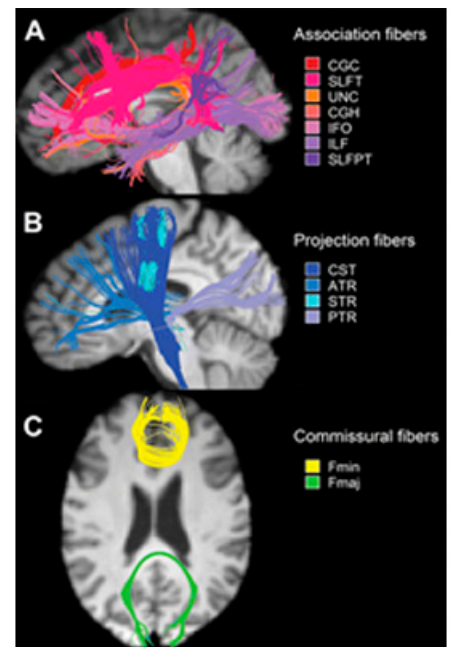 A
Association fibers
CGC
SLFT
UNC
CGH
IFO
ILF
SLFPT
B
Projection fibers
CST
ATR
STR
PTR
C
Commissural fibers
Fmin
Fmaj